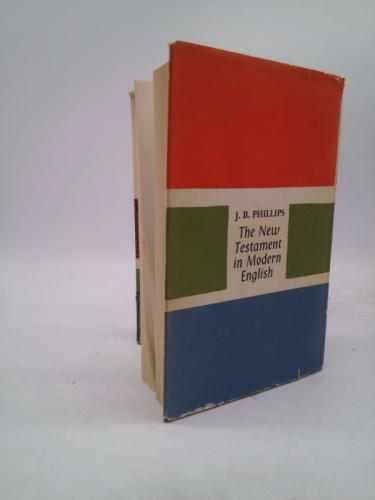 J. B. PHILLIPS
The New
Testament
in Modern
English